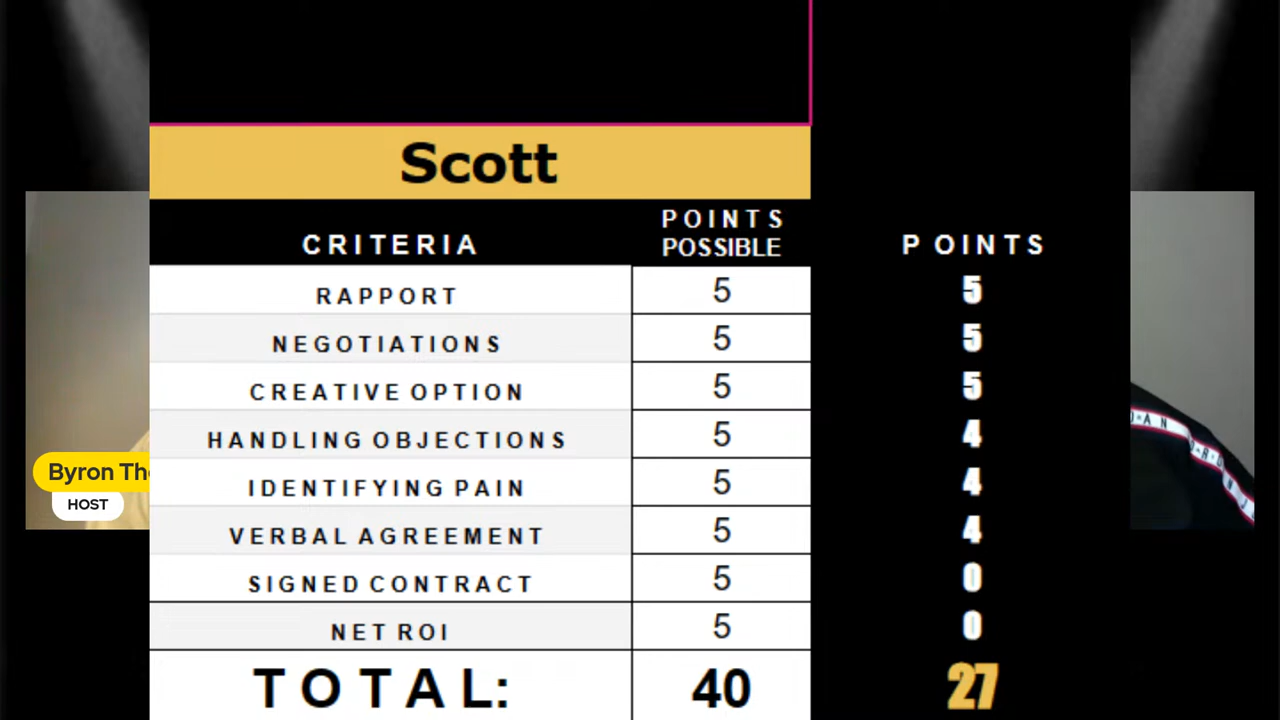 Scott
CRITERIA POINTS POSSIBLE POINTS
RAPPORT 5 5
NEGOTIATIONS 5 5
CREATIVE OPTION 5 5
HANDLING OBJECTIONS 5 4
IDENTIFYING PAIN 5 4
VERBAL AGREEMENT 5 4
SIGNED CONTRACT 5 0
NET ROI 5 0
TOTAL: 40 27
Byron
HOST